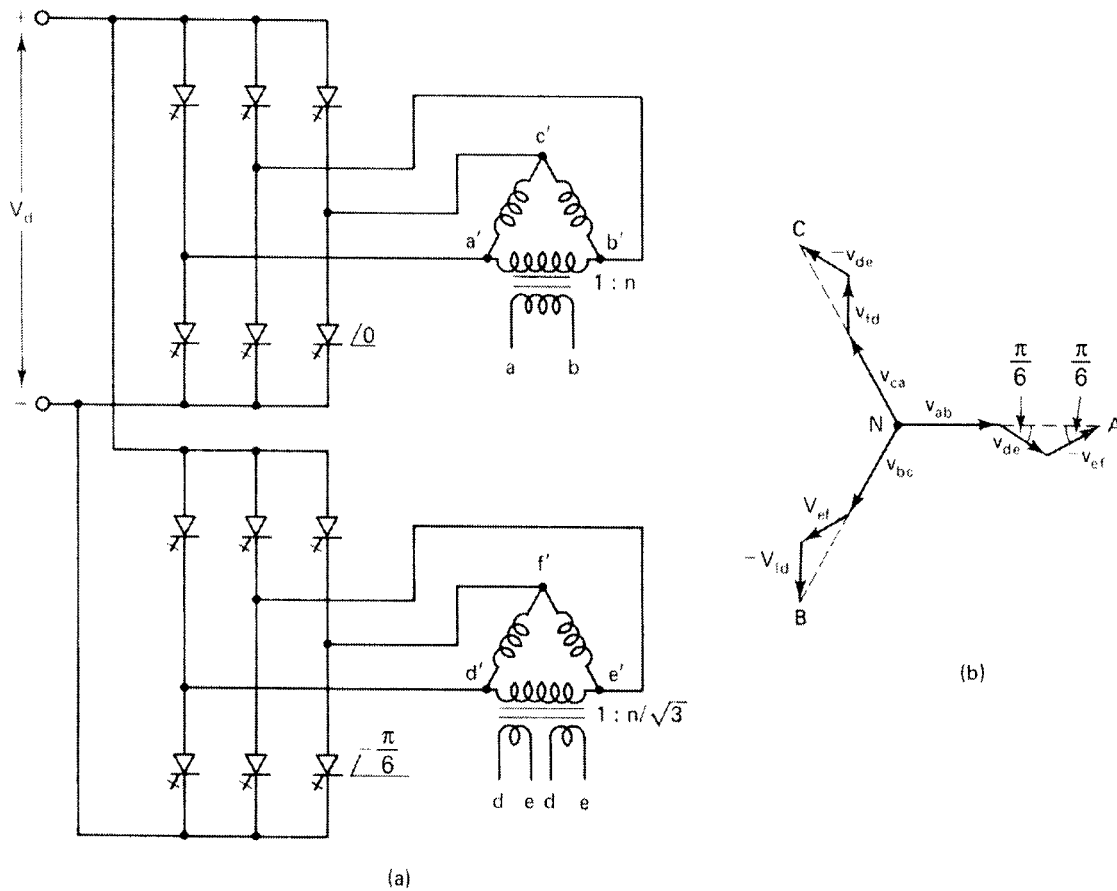 +
V_d
-
c'
a'
b'
1 : n
a
b
∠0
f'
d'
e'
1 : n/√3
∠-π/6
d e d e
(a)
C
-v_de
v_fd
v_ca
N
v_ab
π/6
π/6
A
v_de
-v_ef
v_bc
V_ef
-V_fd
B
(b)